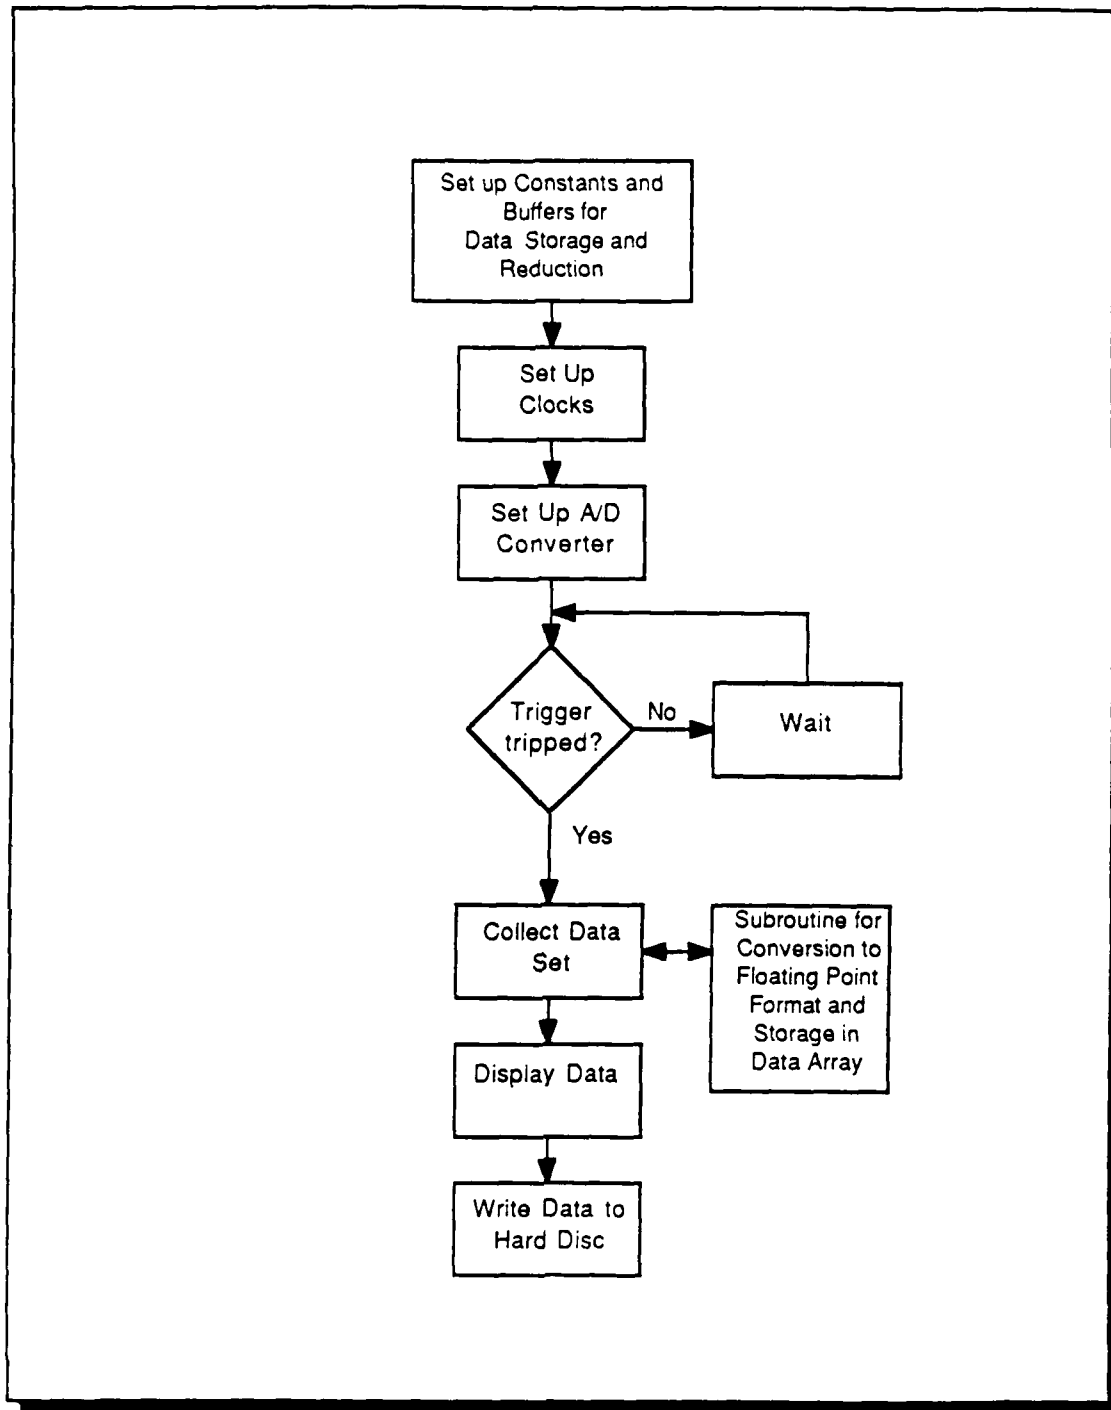 Set up Constants and
Buffers for
Data Storage and
Reduction
Set Up
Clocks
Set Up A/D
Converter
Trigger
tripped?
No
Wait
Yes
Collect Data
Set
Subroutine for
Conversion to
Floating Point
Format and
Storage in
Data Array
Display Data
Write Data to
Hard Disc